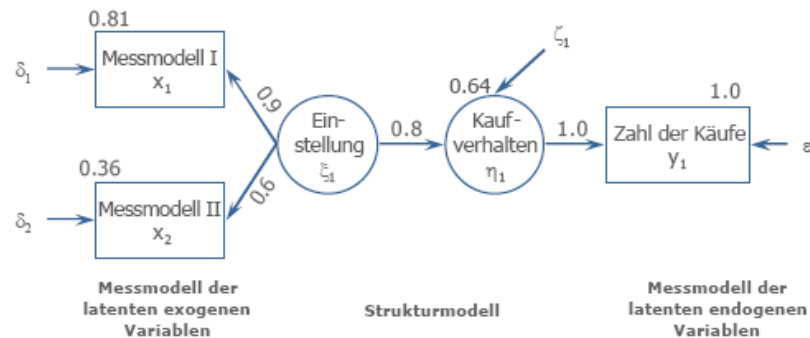 0.81
δ1
Messmodell I
x1
0.9
0.36
δ2
Messmodell II
x2
0.6
Ein-
stellung
ξ1
0.8
ζ1
0.64
Kauf-
verhalten
η1
1.0
1.0
Zahl der Käufe
y1
ε
Messmodell der
latenten exogenen
Variablen
Strukturmodell
Messmodell der
latenten endogenen
Variablen